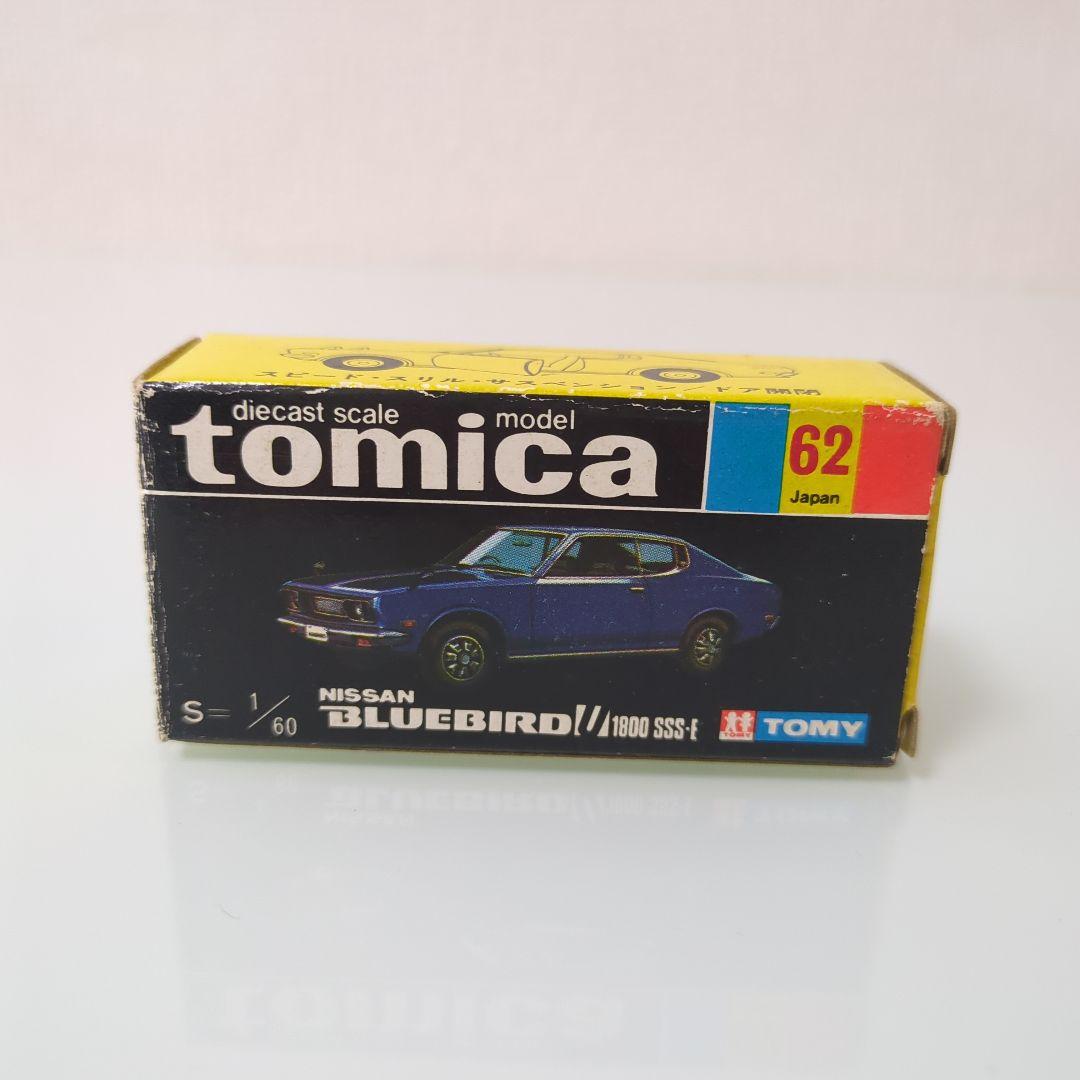 スピード・スリル・サスペンション ドア開閉
diecast scale model
tomica
62
Japan
S=1/60
NISSAN
BLUEBIRD U 1800 SSS·E
TOMY
TOMY